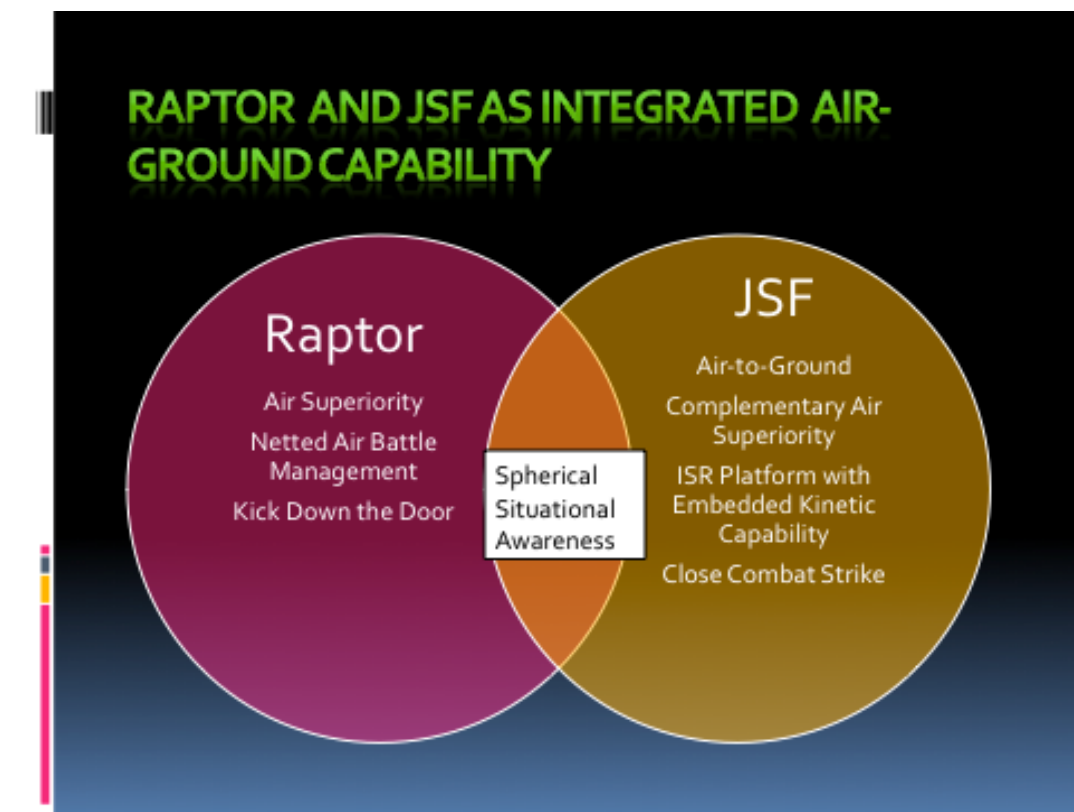 RAPTOR AND JSF AS INTEGRATED AIR-
GROUND CAPABILITY
Raptor
Air Superiority
Netted Air Battle
Management
Kick Down the Door
Spherical
Situational
Awareness
JSF
Air-to-Ground
Complementary Air
Superiority
ISR Platform with
Embedded Kinetic
Capability
Close Combat Strike